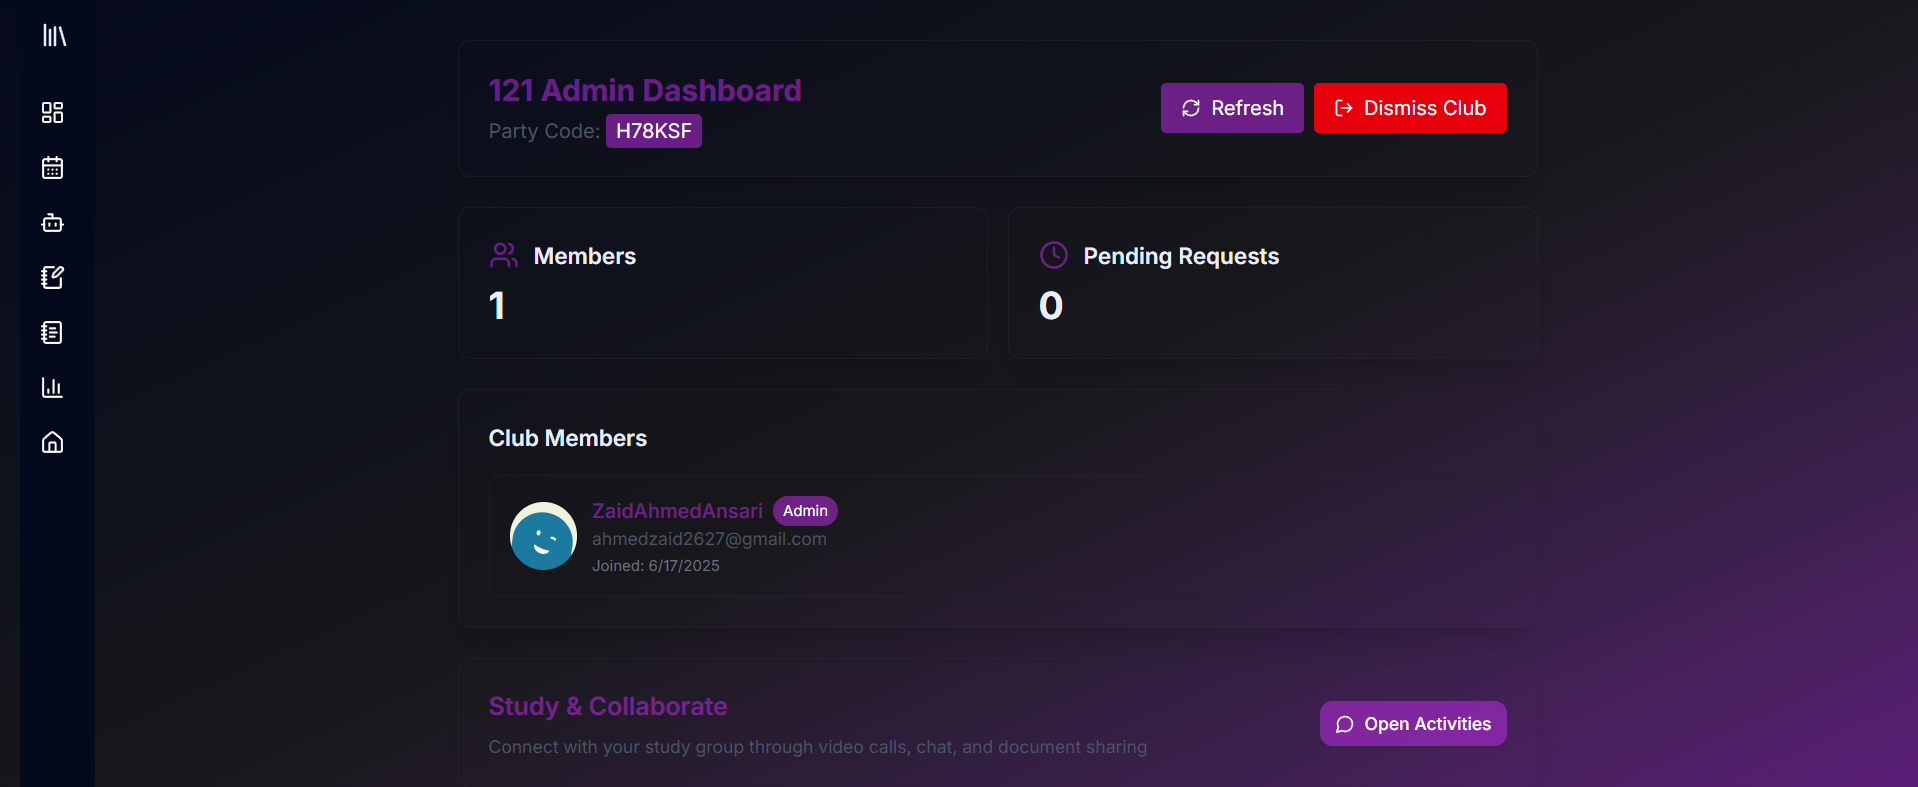 121 Admin Dashboard
Party Code: H78KSF
Refresh
Dismiss Club
Members
1
Pending Requests
0
Club Members
ZaidAhmedAnsari Admin
ahmedzaid2627@gmail.com
Joined: 6/17/2025
Study & Collaborate
Connect with your study group through video calls, chat, and document sharing
Open Activities